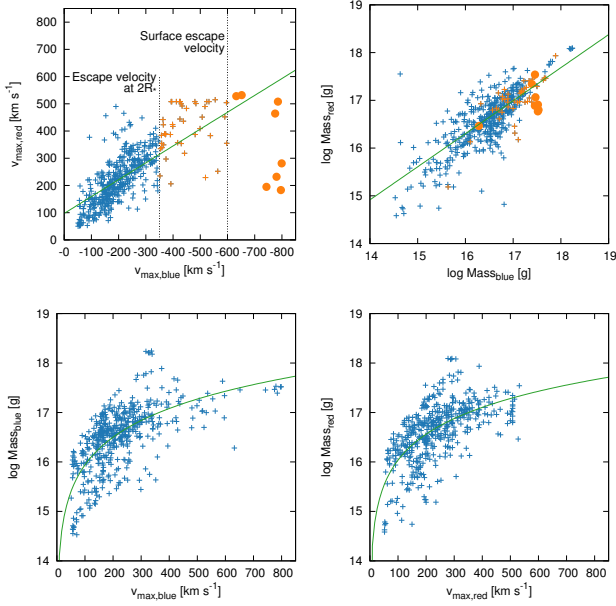 850
800
700
600
500
400
300
200
100
0
v_max,red [km s⁻¹]
Surface escape
velocity
Escape velocity
at 2R*
-0 -100 -200 -300 -400 -500 -600 -700 -800
v_max,blue [km s⁻¹]
19
18
17
16
15
14
log Mass_red [g]
14 15 16 17 18 19
log Mass_blue [g]
19
18
17
16
15
14
log Mass_blue [g]
0 100 200 300 400 500 600 700 800
v_max,blue [km s⁻¹]
19
18
17
16
15
14
log Mass_red [g]
0 100 200 300 400 500 600 700 800
v_max,red [km s⁻¹]